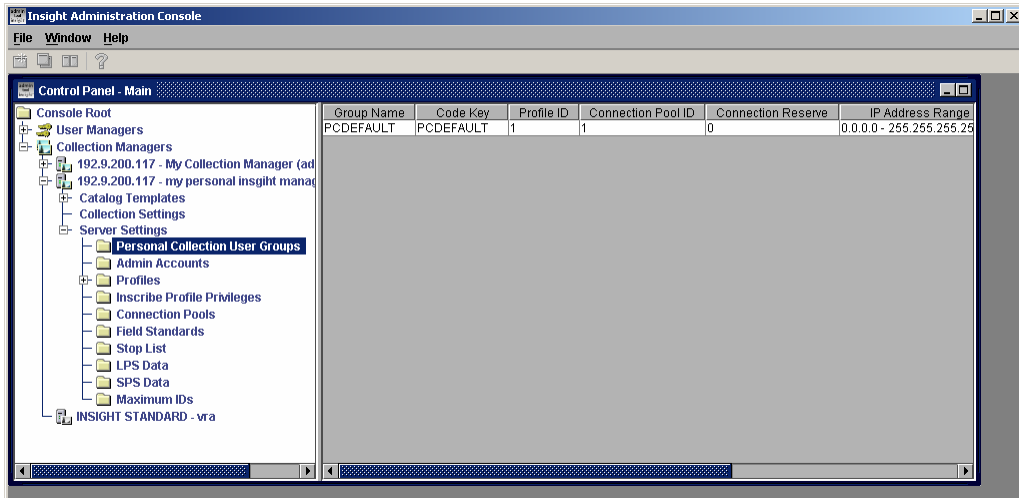 Insight Administration Console
File Window Help
Control Panel - Main
Console Root
User Managers
Collection Managers
192.9.200.117 - My Collection Manager (ad
192.9.200.117 - my personal insgiht manag
Catalog Templates
Collection Settings
Server Settings
Personal Collection User Groups
Admin Accounts
Profiles
Inscribe Profile Privileges
Connection Pools
Field Standards
Stop List
LPS Data
SPS Data
Maximum IDs
INSIGHT STANDARD - vra
Group Name Code Key Profile ID Connection Pool ID Connection Reserve IP Address Range
PCDEFAULT PCDEFAULT 1 1 0 0.0.0.0 - 255.255.255.25